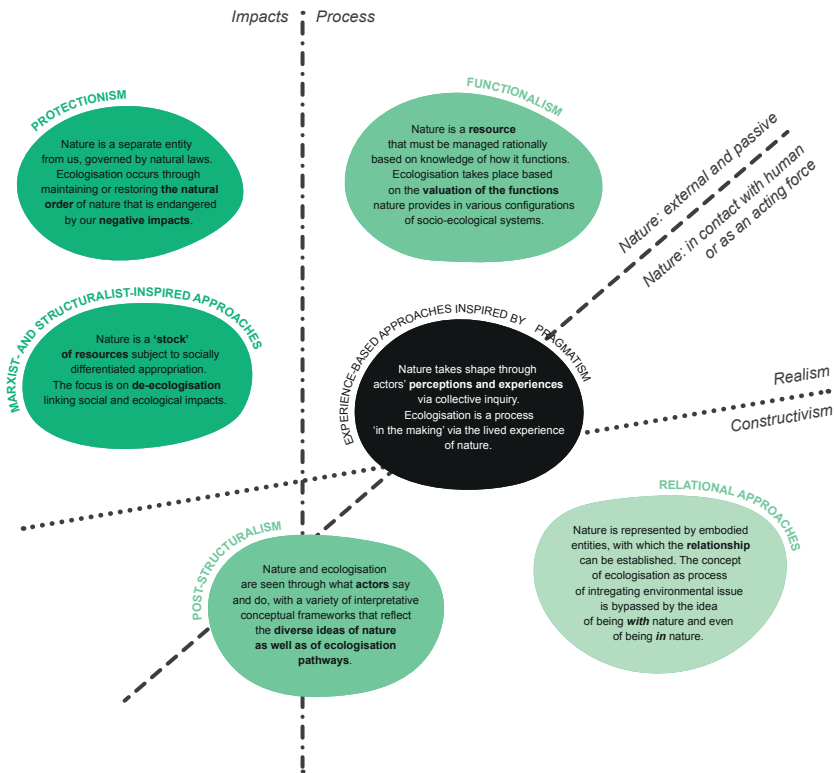 Impacts
Process
PROTECTIONISM
Nature is a separate entity
from us, governed by natural laws.
Ecologisation occurs through
maintaining or restoring the natural
order of nature that is endangered
by our negative impacts.
FUNCTIONALISM
Nature is a resource
that must be managed rationally
based on knowledge of how it functions.
Ecologisation takes place based
on the valuation of the functions
nature provides in various configurations
of socio-ecological systems.
Nature: external and passive
Nature: in contact with human
or as an acting force
MARXIST- AND STRUCTURALIST-INSPIRED APPROACHES
Nature is a ‘stock’
of resources subject to socially
differentiated appropriation.
The focus is on de-ecologisation
linking social and ecological impacts.
EXPERIENCE-BASED APPROACHES INSPIRED BY PRAGMATISM
Nature takes shape through
actors’ perceptions and experiences
via collective inquiry.
Ecologisation is a process
‘in the making’ via the lived experience
of nature.
Realism
Constructivism
POST-STRUCTURALISM
Nature and ecologisation
are seen through what actors say
and do, with a variety of interpretative
conceptual frameworks that reflect
the diverse ideas of nature
as well as of ecologisation
pathways.
RELATIONAL APPROACHES
Nature is represented by embodied
entities, with which the relationship
can be established. The concept
of ecologisation as process
of intregating environmental issue
is bypassed by the idea
of being with nature and even
of being in nature.